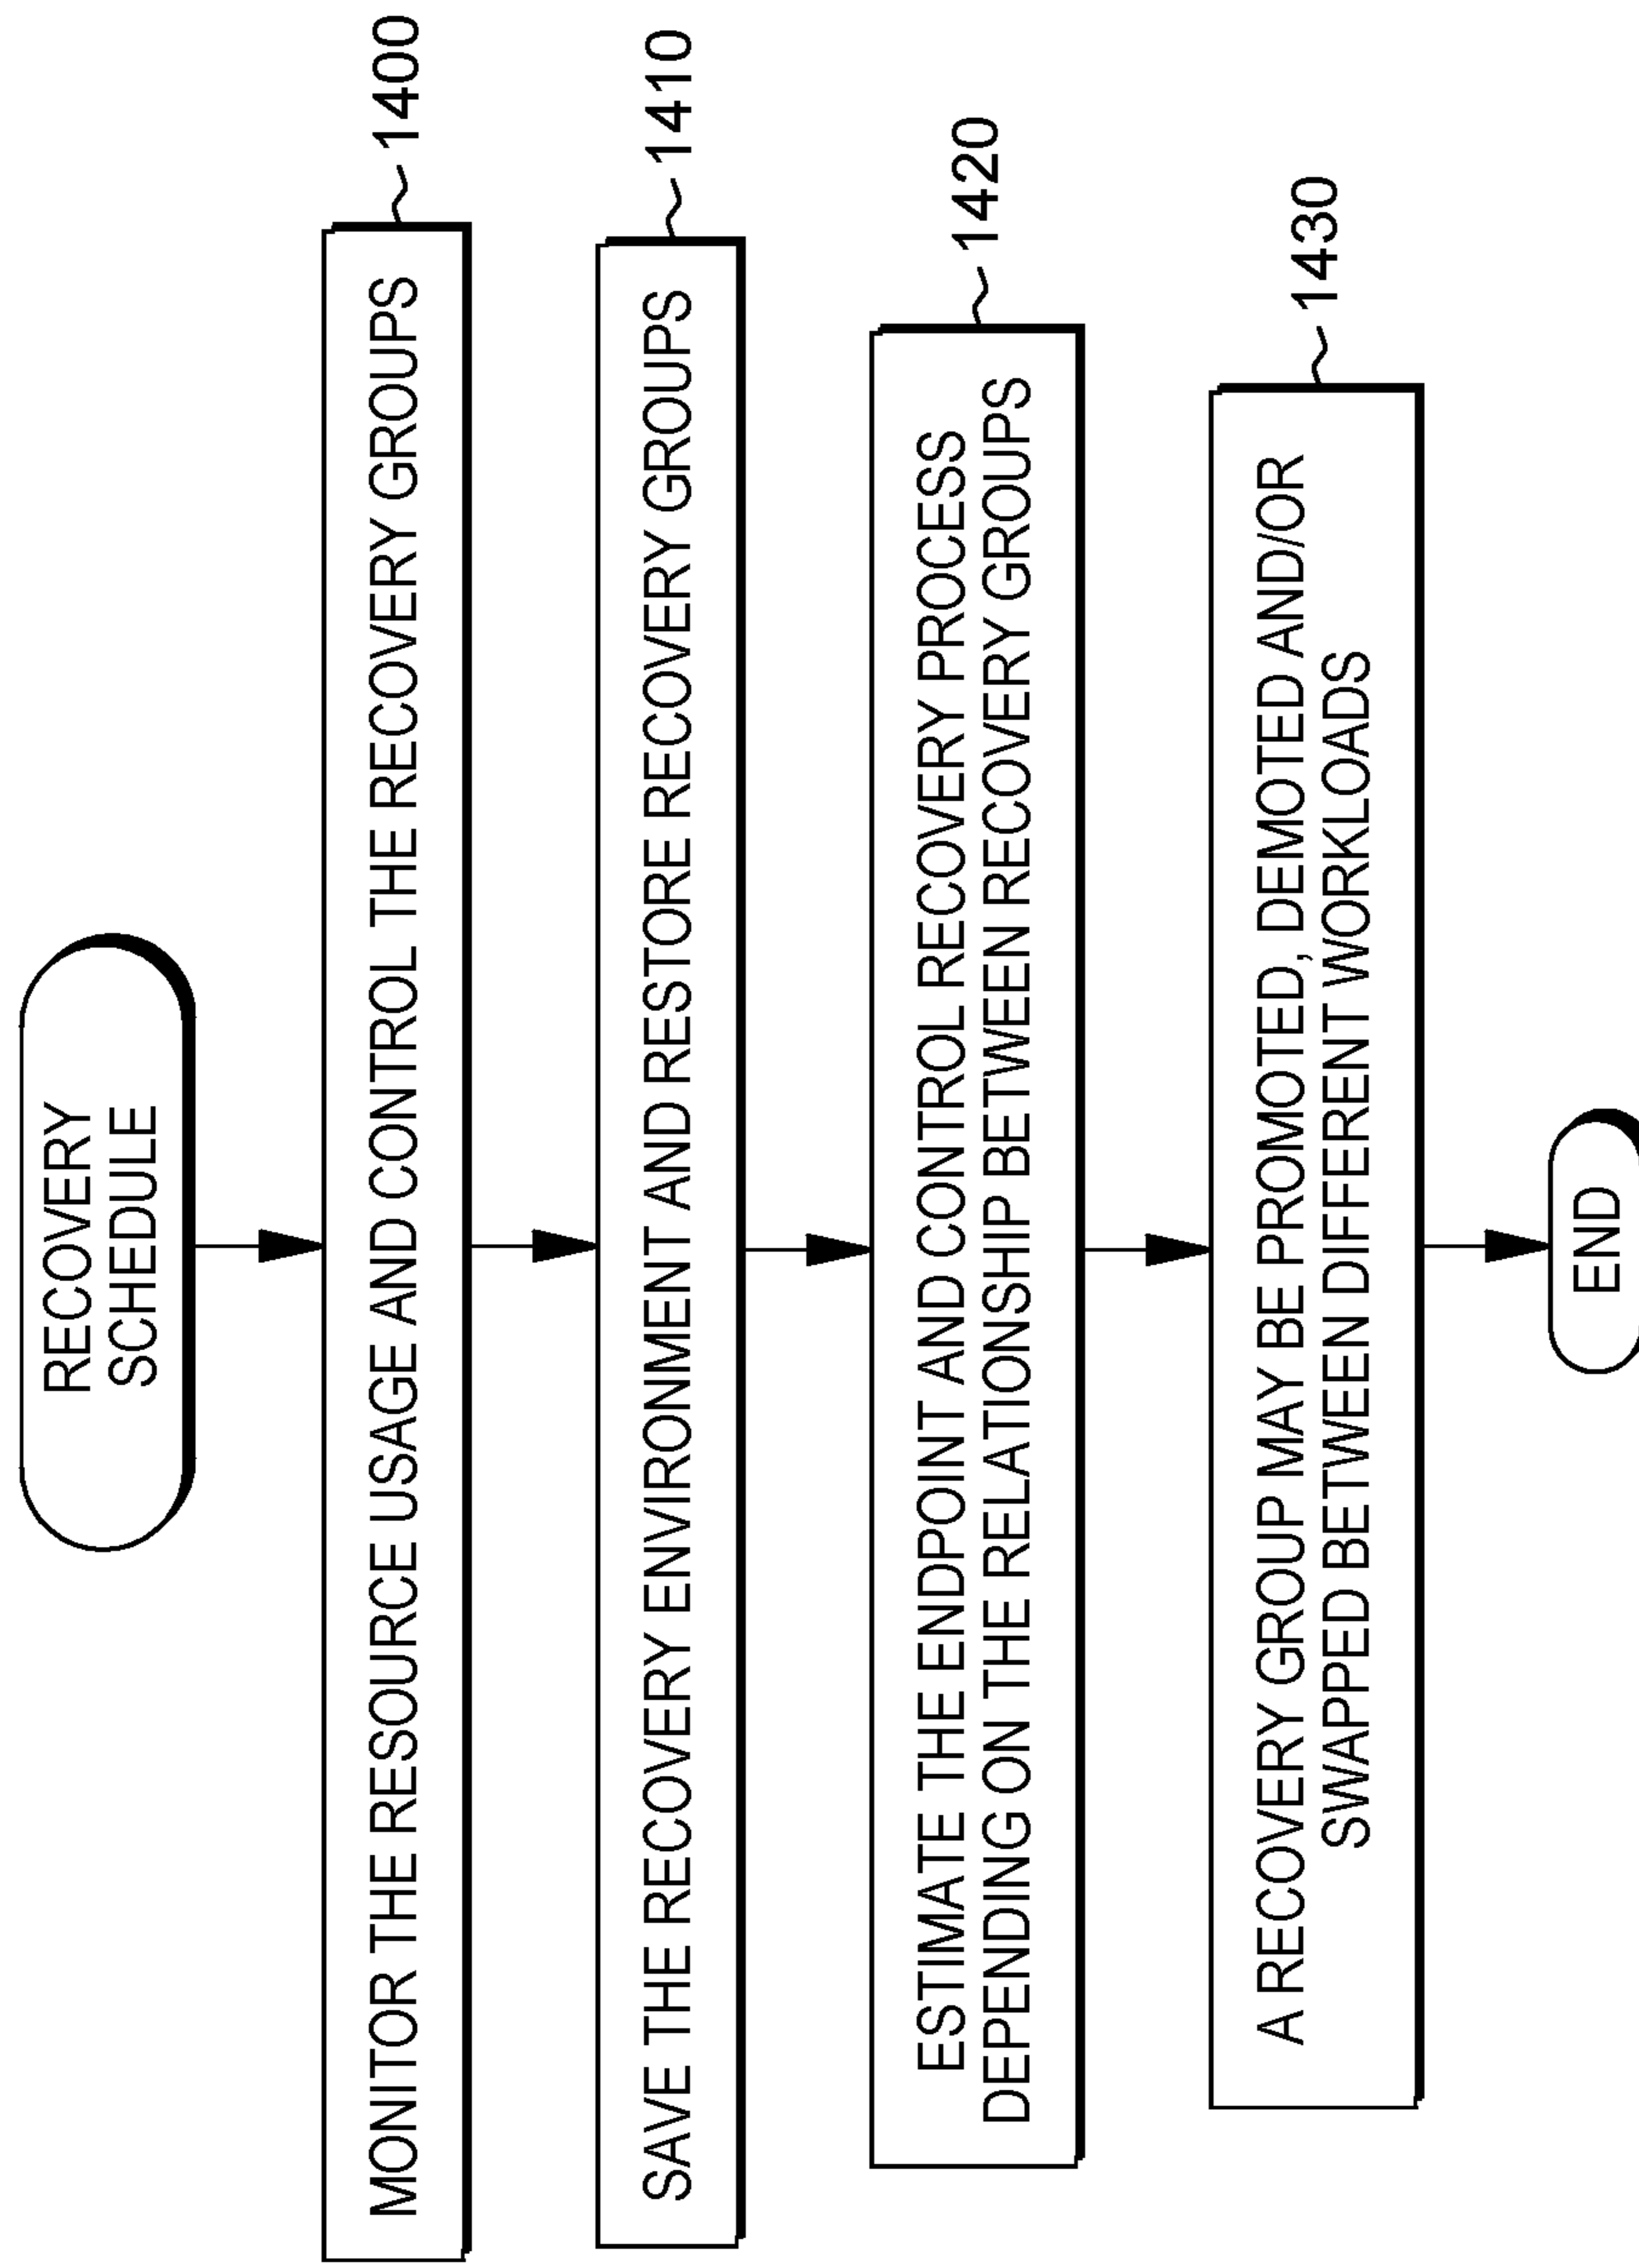 RECOVERY
SCHEDULE
MONITOR THE RESOURCE USAGE AND CONTROL THE RECOVERY GROUPS
1400
SAVE THE RECOVERY ENVIRONMENT AND RESTORE RECOVERY GROUPS
1410
ESTIMATE THE ENDPOINT AND CONTROL RECOVERY PROCESS
DEPENDING ON THE RELATIONSHIP BETWEEN RECOVERY GROUPS
1420
A RECOVERY GROUP MAY BE PROMOTED, DEMOTED AND/OR
SWAPPED BETWEEN DIFFERENT WORKLOADS
1430
END